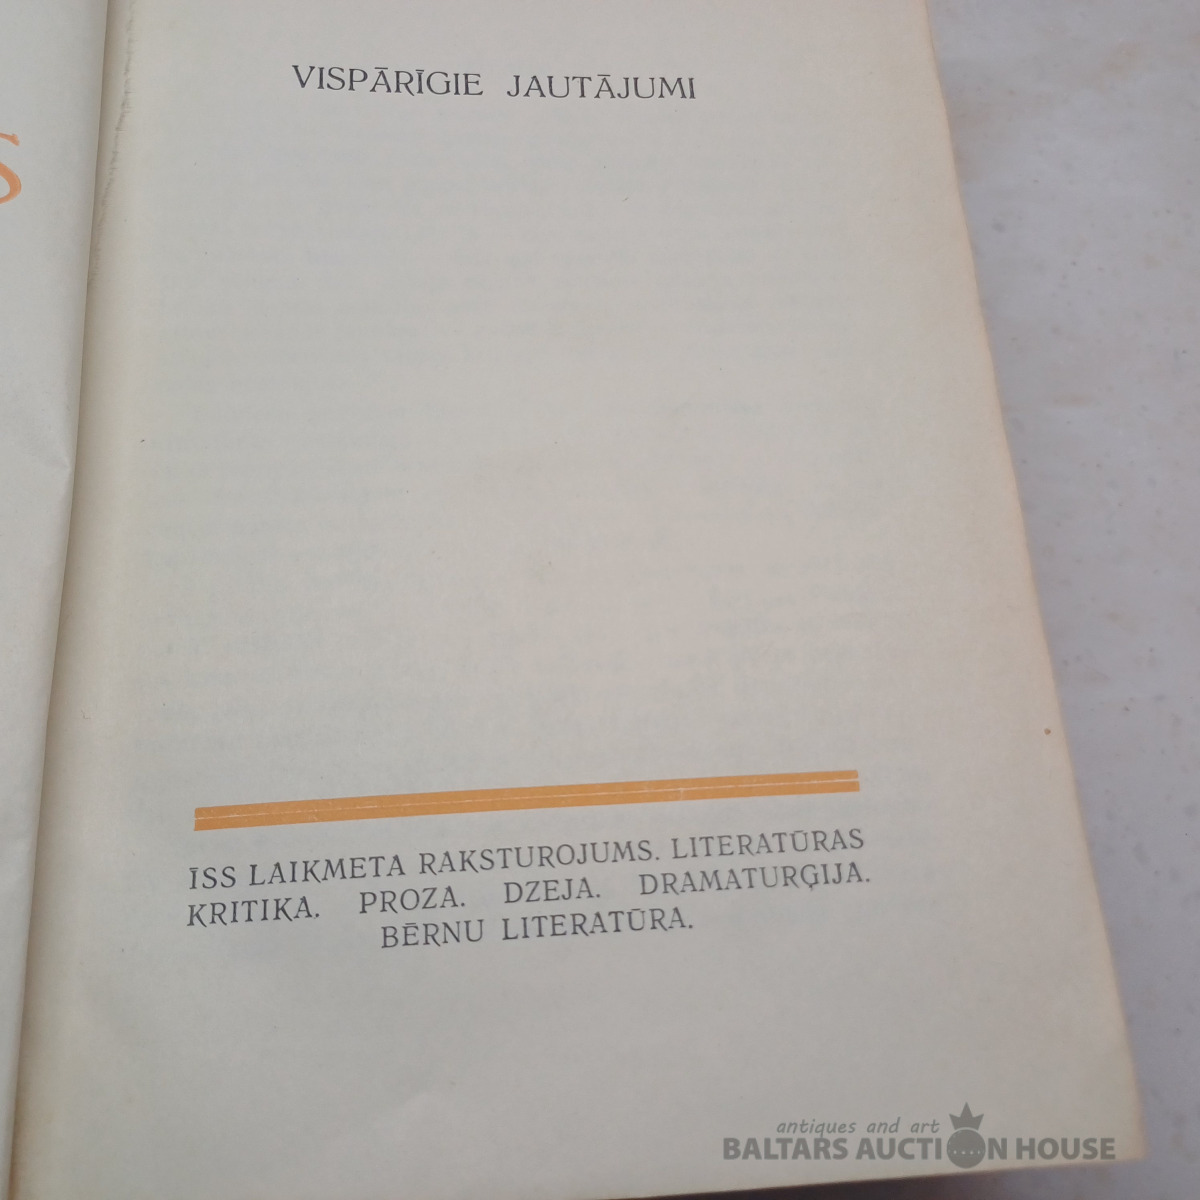 VISPĀRĪGIE JAUTĀJUMI
S
ĪSS LAIKMETA RAKSTUROJUMS. LITERATŪRAS
KRITIKA. PROZA. DZEJA. DRAMATURĢIJA.
BĒRNU LITERATŪRA.
antiques and art
BALTARS AUCTION HOUSE